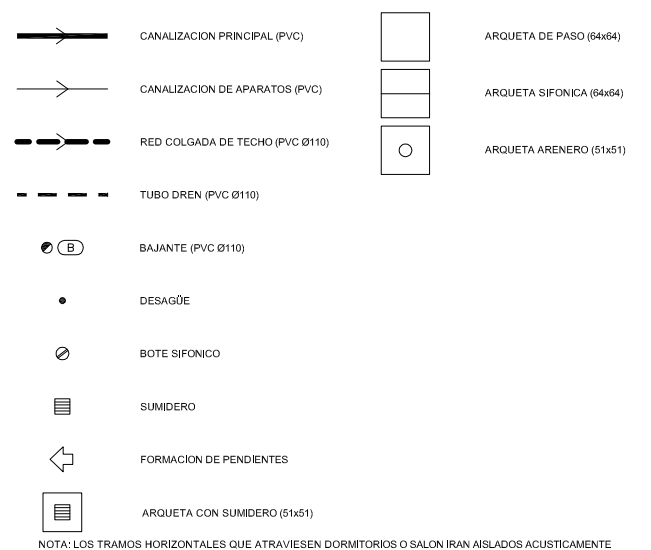 CANALIZACION PRINCIPAL (PVC)
CANALIZACION DE APARATOS (PVC)
RED COLGADA DE TECHO (PVC Ø110)
TUBO DREN (PVC Ø110)
B
BAJANTE (PVC Ø110)
DESAGÜE
BOTE SIFONICO
SUMIDERO
FORMACION DE PENDIENTES
ARQUETA CON SUMIDERO (51x51)
ARQUETA DE PASO (64x64)
ARQUETA SIFONICA (64x64)
ARQUETA ARENERO (51x51)
NOTA: LOS TRAMOS HORIZONTALES QUE ATRAVIESEN DORMITORIOS O SALON IRAN AISLADOS ACUSTICAMENTE